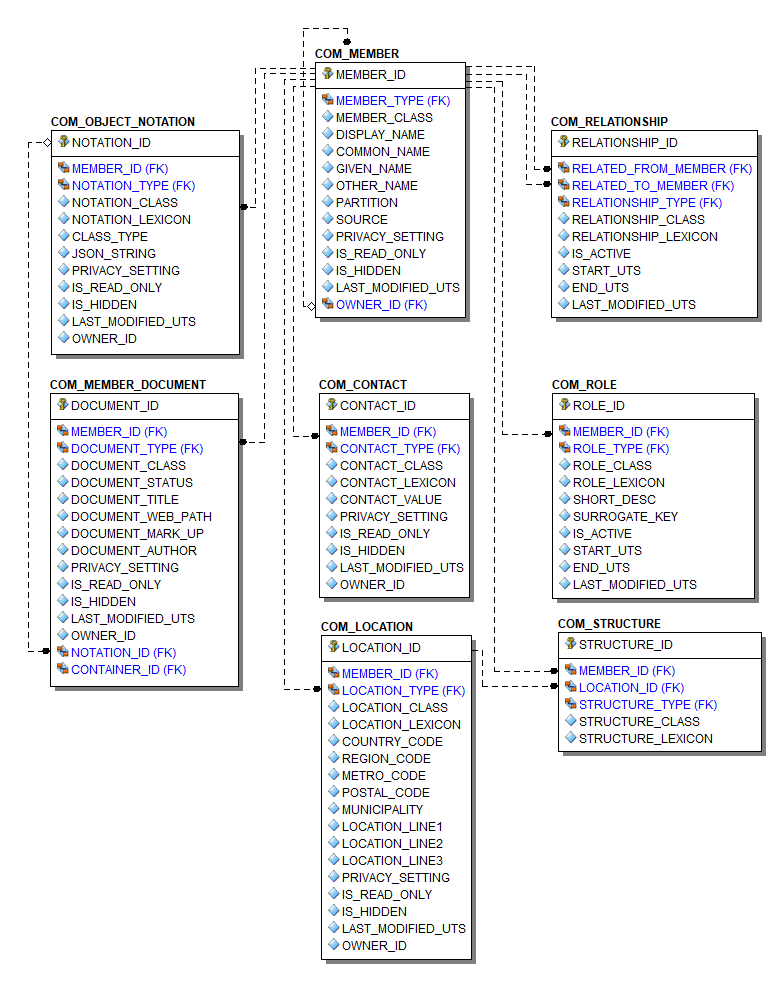 COM_MEMBER
MEMBER_ID
MEMBER_TYPE (FK)
MEMBER_CLASS
DISPLAY_NAME
COMMON_NAME
GIVEN_NAME
OTHER_NAME
PARTITION
SOURCE
PRIVACY_SETTING
IS_READ_ONLY
IS_HIDDEN
LAST_MODIFIED_UTS
OWNER_ID (FK)
COM_OBJECT_NOTATION
NOTATION_ID
MEMBER_ID (FK)
NOTATION_TYPE (FK)
NOTATION_CLASS
NOTATION_LEXICON
CLASS_TYPE
JSON_STRING
PRIVACY_SETTING
IS_READ_ONLY
IS_HIDDEN
LAST_MODIFIED_UTS
OWNER_ID
COM_RELATIONSHIP
RELATIONSHIP_ID
RELATED_FROM_MEMBER (FK)
RELATED_TO_MEMBER (FK)
RELATIONSHIP_TYPE (FK)
RELATIONSHIP_CLASS
RELATIONSHIP_LEXICON
IS_ACTIVE
START_UTS
END_UTS
LAST_MODIFIED_UTS
COM_MEMBER_DOCUMENT
DOCUMENT_ID
MEMBER_ID (FK)
DOCUMENT_TYPE (FK)
DOCUMENT_CLASS
DOCUMENT_STATUS
DOCUMENT_TITLE
DOCUMENT_WEB_PATH
DOCUMENT_MARK_UP
DOCUMENT_AUTHOR
PRIVACY_SETTING
IS_READ_ONLY
IS_HIDDEN
LAST_MODIFIED_UTS
OWNER_ID
NOTATION_ID (FK)
CONTAINER_ID (FK)
COM_CONTACT
CONTACT_ID
MEMBER_ID (FK)
CONTACT_TYPE (FK)
CONTACT_CLASS
CONTACT_LEXICON
CONTACT_VALUE
PRIVACY_SETTING
IS_READ_ONLY
IS_HIDDEN
LAST_MODIFIED_UTS
OWNER_ID
COM_ROLE
ROLE_ID
MEMBER_ID (FK)
ROLE_TYPE (FK)
ROLE_CLASS
ROLE_LEXICON
SHORT_DESC
SURROGATE_KEY
IS_ACTIVE
START_UTS
END_UTS
LAST_MODIFIED_UTS
COM_LOCATION
LOCATION_ID
MEMBER_ID (FK)
LOCATION_TYPE (FK)
LOCATION_CLASS
LOCATION_LEXICON
COUNTRY_CODE
REGION_CODE
METRO_CODE
POSTAL_CODE
MUNICIPALITY
LOCATION_LINE1
LOCATION_LINE2
LOCATION_LINE3
PRIVACY_SETTING
IS_READ_ONLY
IS_HIDDEN
LAST_MODIFIED_UTS
OWNER_ID
COM_STRUCTURE
STRUCTURE_ID
MEMBER_ID (FK)
LOCATION_ID (FK)
STRUCTURE_TYPE (FK)
STRUCTURE_CLASS
STRUCTURE_LEXICON